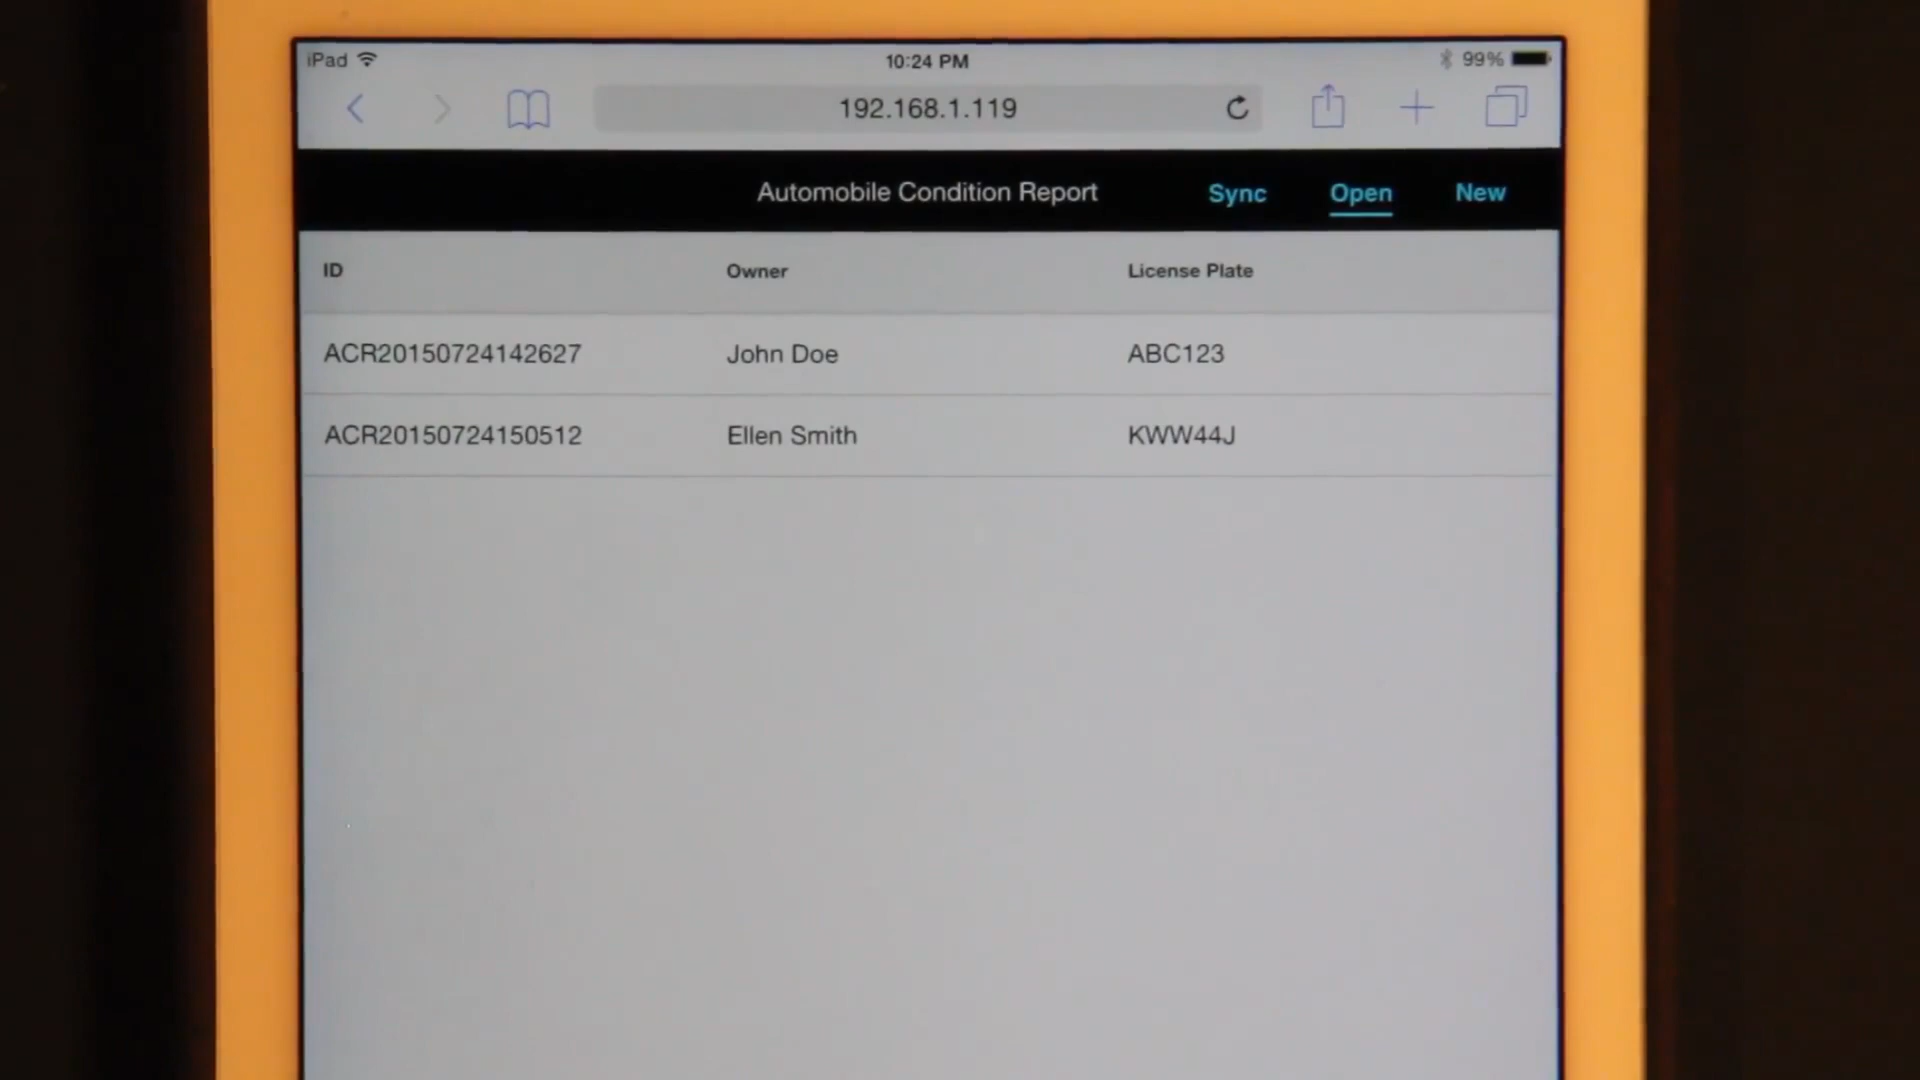 iPad 10:24 PM 99%
192.168.1.119
Automobile Condition Report Sync Open New
ID Owner License Plate
ACR20150724142627 John Doe ABC123
ACR20150724150512 Ellen Smith KWW44J